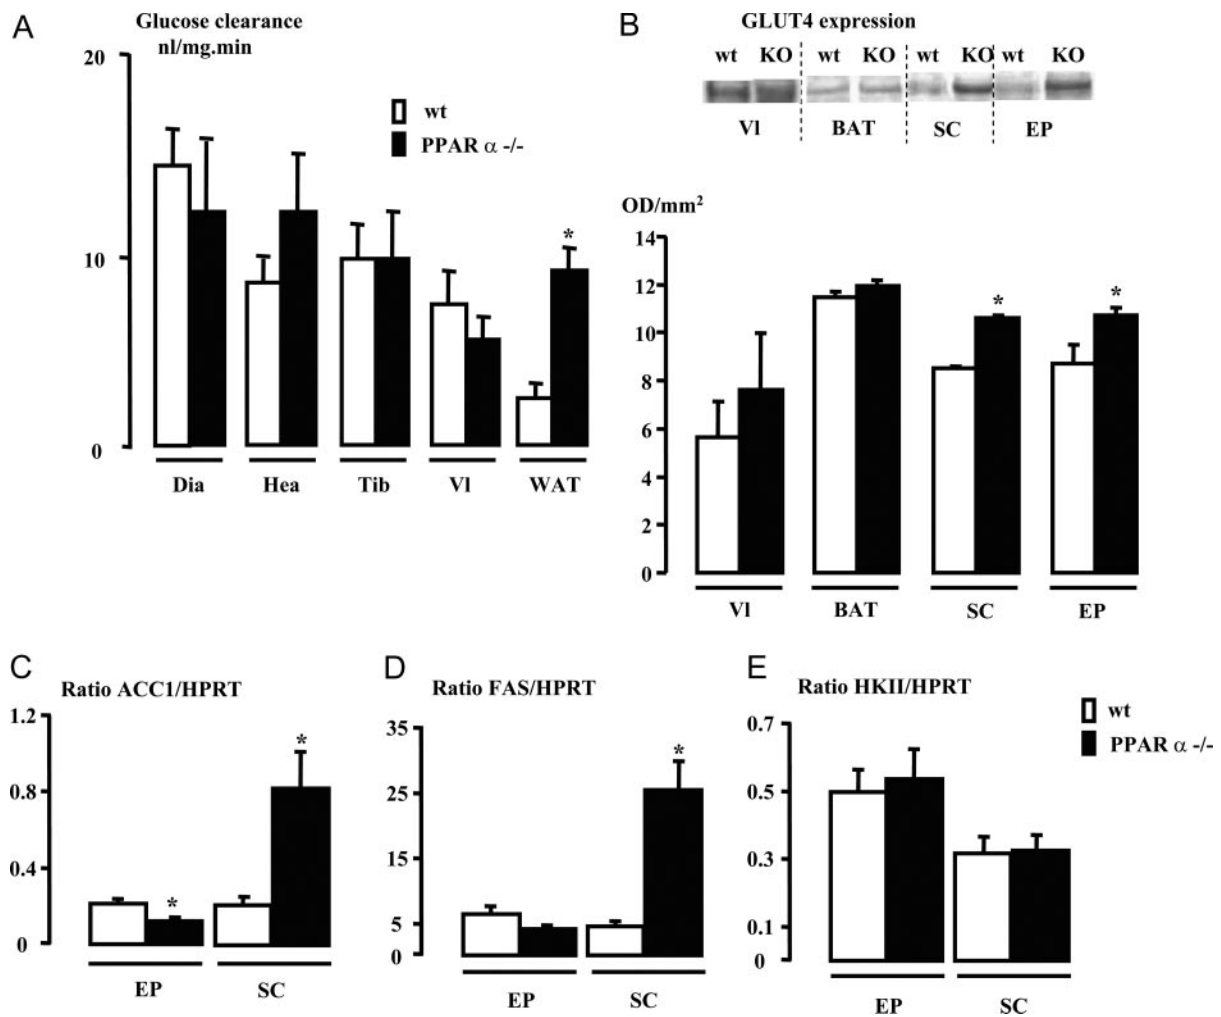 A
Glucose clearance
nl/mg.min
20
10
0
wt
PPAR α -/-
*
Dia Hea Tib Vl WAT
B
GLUT4 expression
wt KO wt KO wt KO wt KO
Vl BAT SC EP
OD/mm²
14
12
10
8
6
4
2
0
* *
Vl BAT SC EP
C
Ratio ACC1/HPRT
1.2
0.8
0.4
0
* *
EP SC
D
Ratio FAS/HPRT
35
25
15
5
0
*
EP SC
E
Ratio HKII/HPRT
0.7
0.5
0.3
0.1
0
wt
PPAR α -/-
EP SC